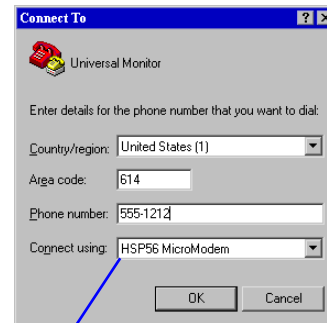 Connect To
Universal Monitor
Enter details for the phone number that you want to dial:
Country/region: United States (1)
Area code: 614
Phone number: 555-1212
Connect using: HSP56 MicroModem
OK Cancel